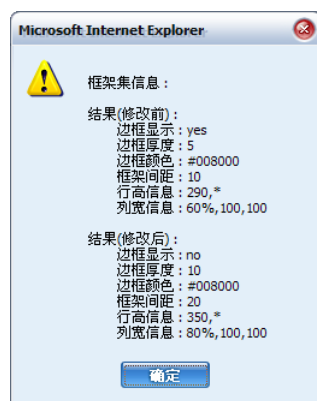 Microsoft Internet Explorer
框架集信息：
结果(修改前)：
边框显示：yes
边框厚度：5
边框颜色：#008000
框架间距：10
行高信息：290,*
列宽信息：60%,100,100
结果(修改后)：
边框显示：no
边框厚度：10
边框颜色：#008000
框架间距：20
行高信息：350,*
列宽信息：80%,100,100
确定